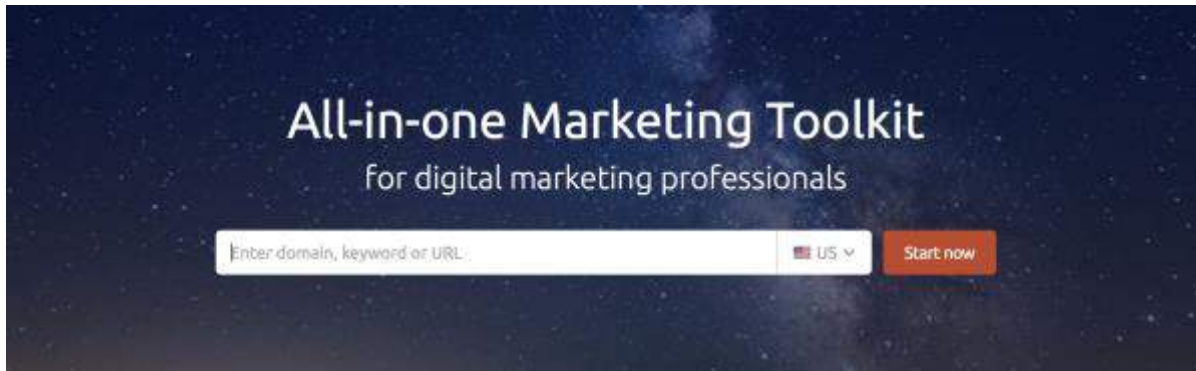 All-in-one Marketing Toolkit
for digital marketing professionals
Enter domain, keyword or URL
US
Start now